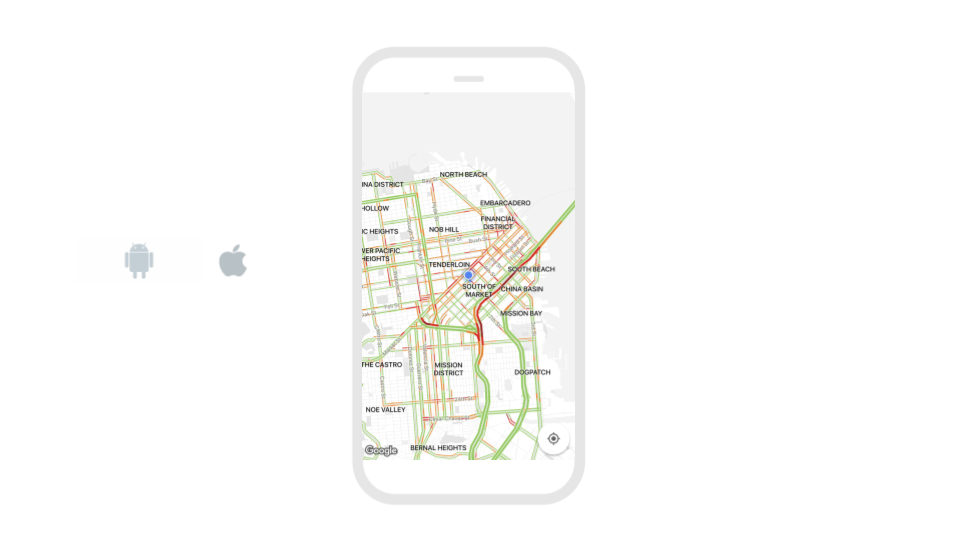 NORTH BEACH
INA DISTRICT
EMBARCADERO
HOLLOW
FINANCIAL
DISTRICT
NOB HILL
IC HEIGHTS
WER PACIFIC
HEIGHTS
TENDERLOIN
SOUTH BEACH
SOUTH OF
MARKET
CHINA BASIN
MISSION BAY
THE CASTRO
MISSION
DISTRICT
DOGPATCH
NOE VALLEY
BERNAL HEIGHTS
Google